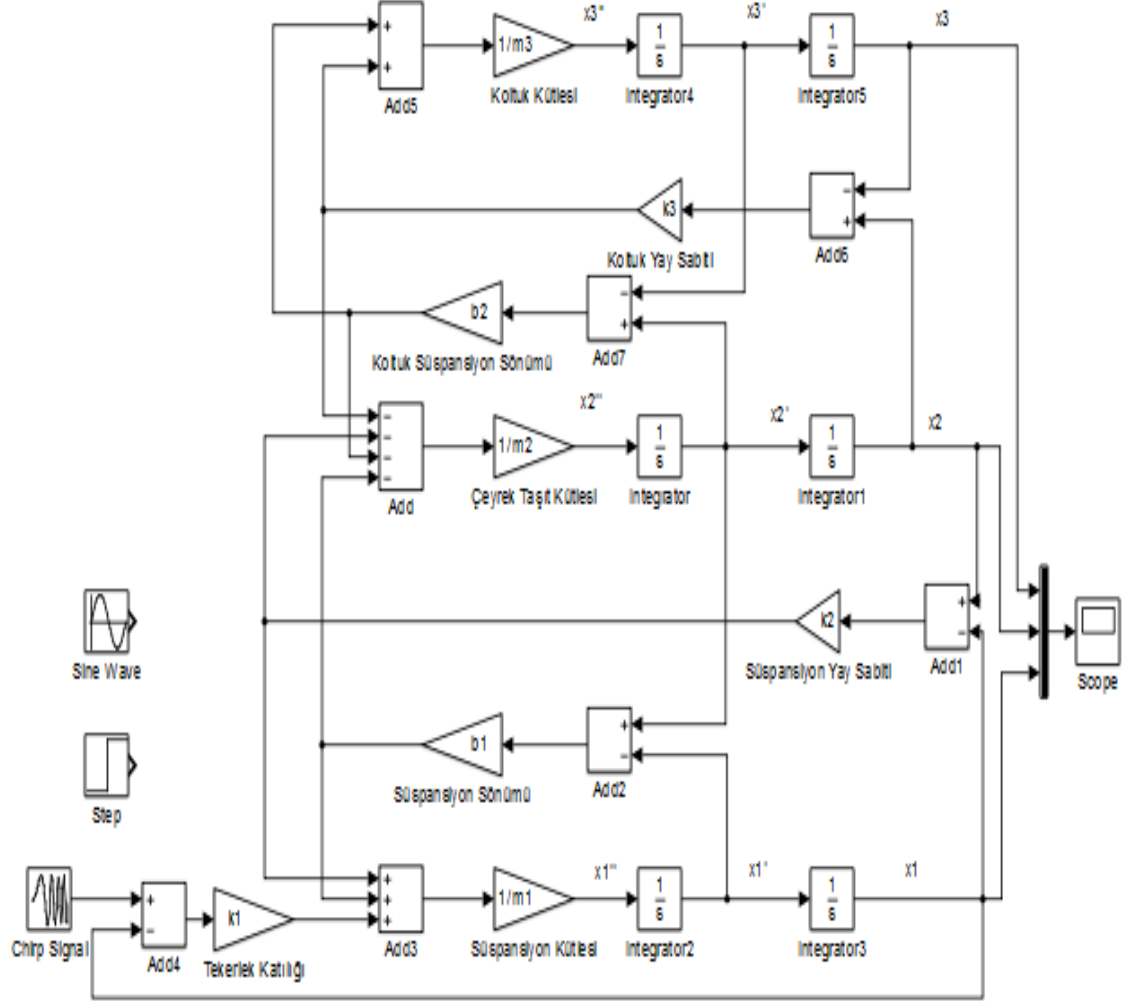 x3''
x3'
x3
+
+
Add5
1/m3
Koltuk Kütlesi
1
s
Integrator4
1
s
Integrator5
−
+
Add6
k3
Koltuk Yay Sabiti
−
+
Add7
b2
Koltuk Süspansiyon Sönümü
x2''
x2'
x2
−
−
−
−
Add
1/m2
Çeyrek Taşıt Kütlesi
1
s
Integrator
1
s
Integrator1
Sine Wave
+
−
Add1
k2
Süspansiyon Yay Sabiti
Scope
Step
+
−
Add2
b1
Süspansiyon Sönümü
x1''
x1'
x1
Chirp Signal
+
−
Add4
k1
Tekerlek Katılığı
+
+
+
Add3
1/m1
Süspansiyon Kütlesi
1
s
Integrator2
1
s
Integrator3